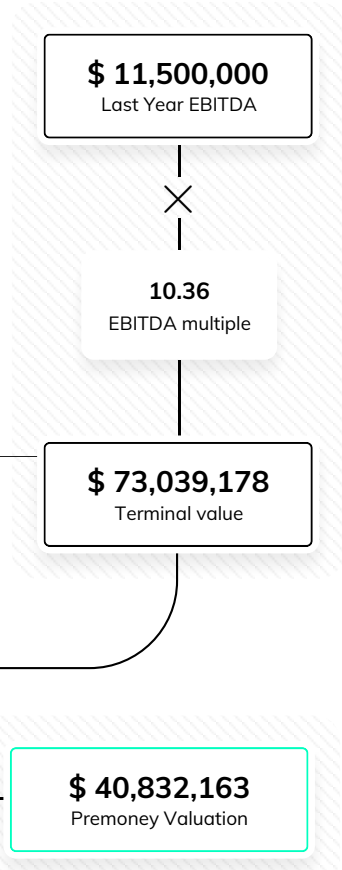 $ 11,500,000
Last Year EBITDA
10.36
EBITDA multiple
$ 73,039,178
Terminal value
$ 40,832,163
Premoney Valuation